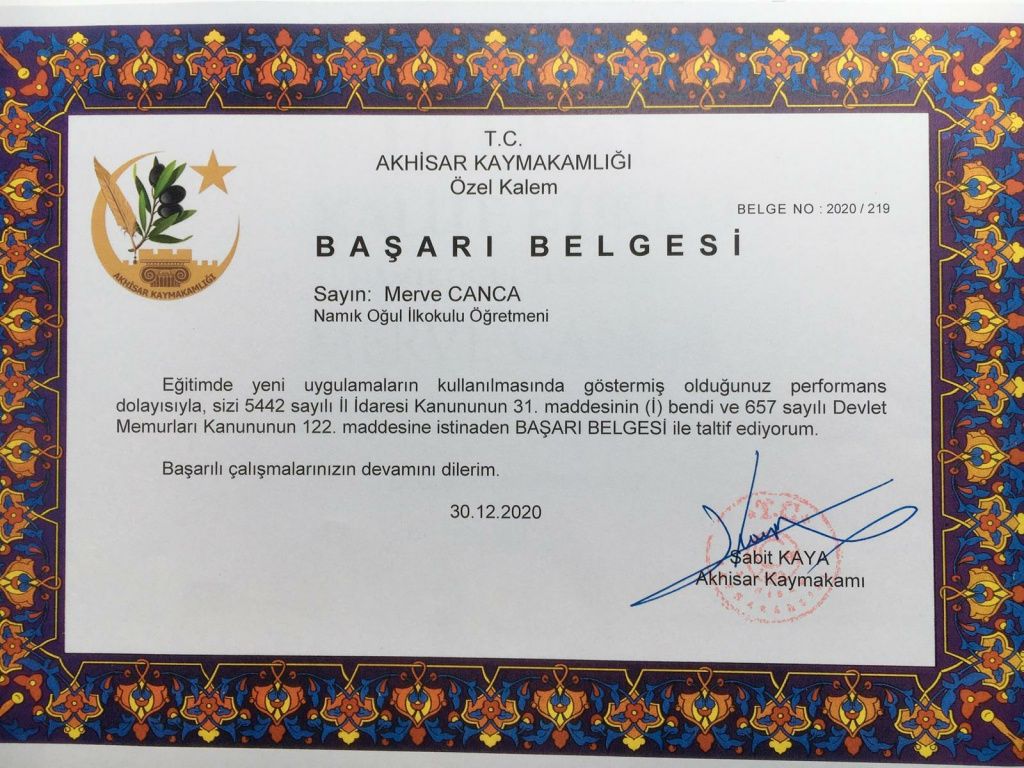 T.C.
AKHİSAR KAYMAKAMLIĞI
Özel Kalem
BELGE NO : 2020 / 219
AKHİSAR KAYMAKAMLIĞI
BAŞARI BELGESİ
Sayın: Merve CANCA
Namık Oğul İlkokulu Öğretmeni
Eğitimde yeni uygulamaların kullanılmasında göstermiş olduğunuz performans
dolayısıyla, sizi 5442 sayılı İl İdaresi Kanununun 31. maddesinin (İ) bendi ve 657 sayılı Devlet
Memurları Kanununun 122. maddesine istinaden BAŞARI BELGESİ ile taltif ediyorum.
Başarılı çalışmalarınızın devamını dilerim.
30.12.2020
T.C.
Sabit KAYA
Akhisar Kaymakamı